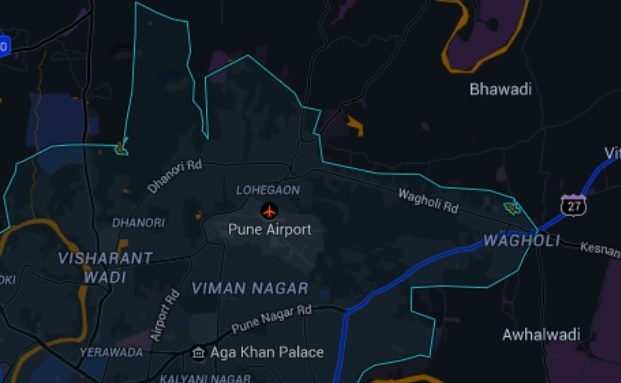 0
Bhawadi
Vit
Dhanori Rd
LOHEGAON
Wagholi Rd
27
DHANORI
Pune Airport
WAGHOLI
Kesnan
VISHARANT
WADI
OKI
VIMAN NAGAR
Airport Rd
Pune Nagar Rd
Awhalwadi
YERAWADA
Aga Khan Palace
KALYANI NAGAR